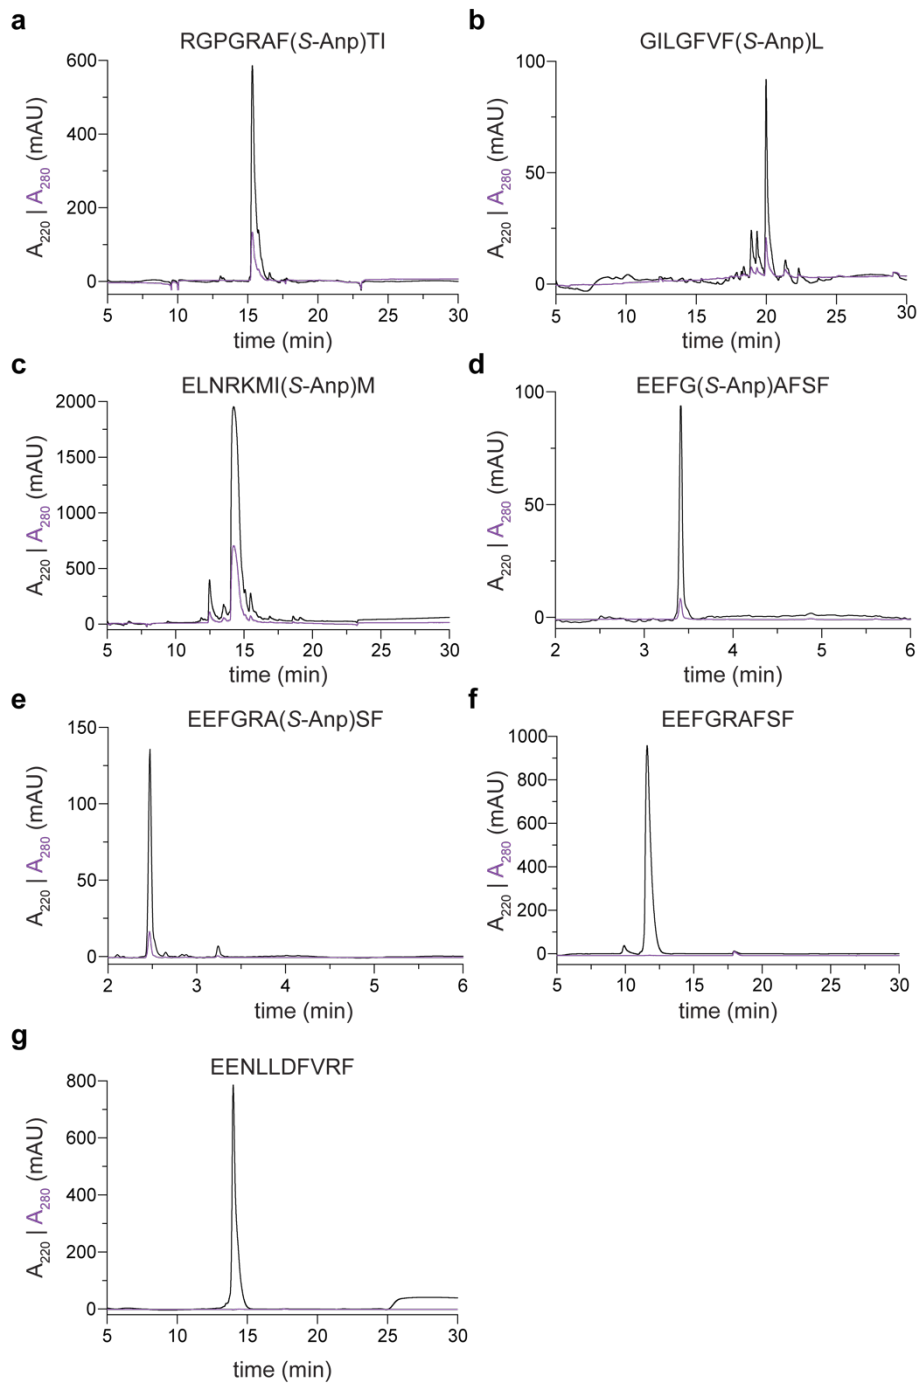 a
RGPGRAF(S-Anp)TI
600
400
200
0
A220 | A280 (mAU)
5 10 15 20 25 30
time (min)
b
GILGFVF(S-Anp)L
100
50
0
A220 | A280 (mAU)
5 10 15 20 25 30
time (min)
c
ELNRKMI(S-Anp)M
2000
1500
1000
500
0
A220 | A280 (mAU)
5 10 15 20 25 30
time (min)
d
EEFG(S-Anp)AFSF
100
50
0
A220 | A280 (mAU)
2 3 4 5 6
time (min)
e
EEFGRA(S-Anp)SF
150
100
50
0
A220 | A280 (mAU)
2 3 4 5 6
time (min)
f
EEFGRAFSF
1000
800
600
400
200
0
A220 | A280 (mAU)
5 10 15 20 25 30
time (min)
g
EENLLDFVRF
800
600
400
200
0
A220 | A280 (mAU)
5 10 15 20 25 30
time (min)